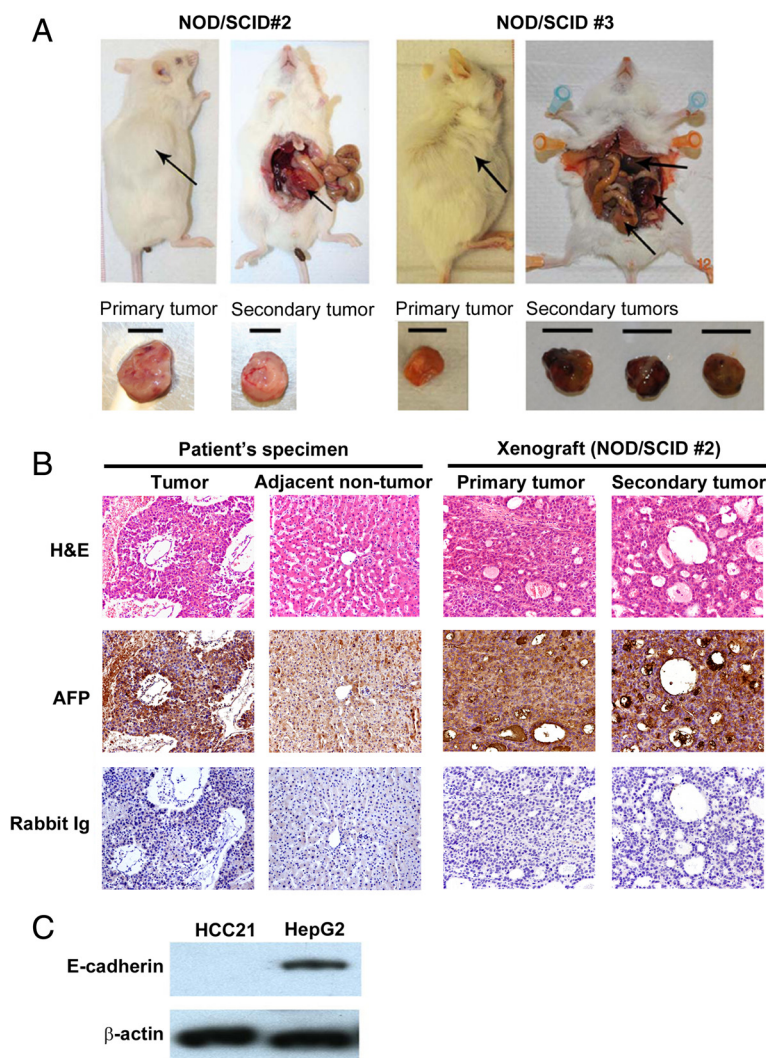 A
NOD/SCID#2
NOD/SCID #3
12
Primary tumor
Secondary tumor
Primary tumor
Secondary tumors
B
Patient's specimen
Xenograft (NOD/SCID #2)
Tumor
Adjacent non-tumor
Primary tumor
Secondary tumor
H&E
AFP
Rabbit Ig
C
HCC21
HepG2
E-cadherin
β-actin